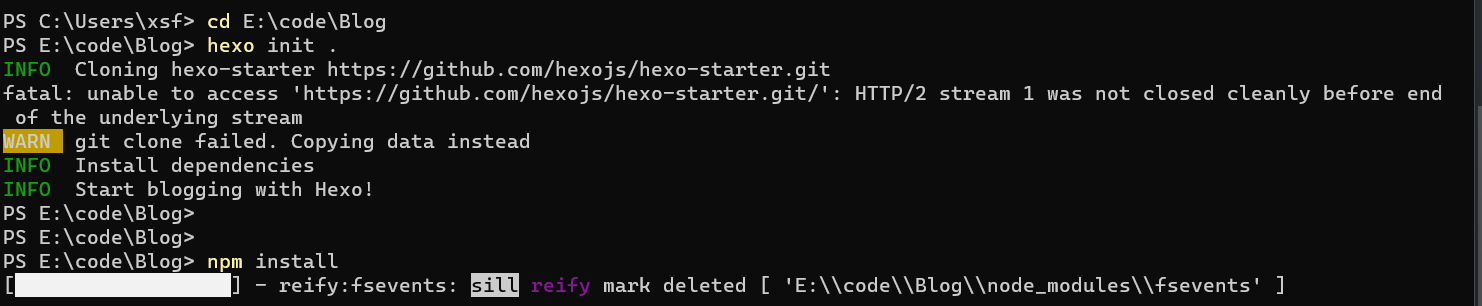 PS C:\Users\xsf> cd E:\code\Blog
PS E:\code\Blog> hexo init .
INFO  Cloning hexo-starter https://github.com/hexojs/hexo-starter.git
fatal: unable to access 'https://github.com/hexojs/hexo-starter.git/': HTTP/2 stream 1 was not closed cleanly before end
 of the underlying stream
WARN  git clone failed. Copying data instead
INFO  Install dependencies
INFO  Start blogging with Hexo!
PS E:\code\Blog>
PS E:\code\Blog>
PS E:\code\Blog> npm install
[                  ] - reify:fsevents: sill reify mark deleted [ 'E:\\code\\Blog\\node_modules\\fsevents' ]